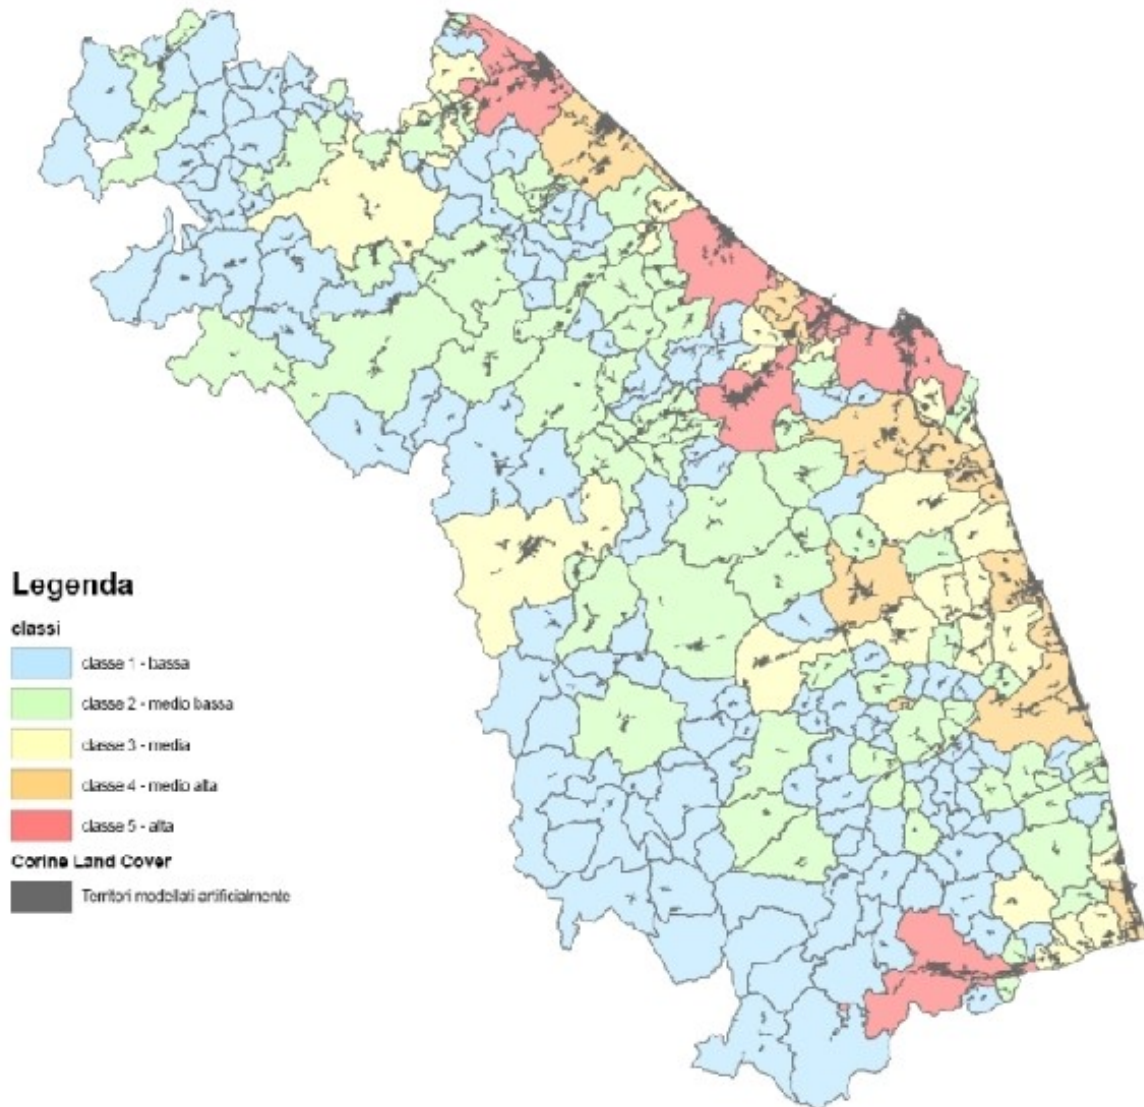 Legenda
classi
classe 1 - bassa
classe 2 - medio bassa
classe 3 - media
classe 4 - medio alta
classe 5 - alta
Corine Land Cover
Territori modellati artificialmente